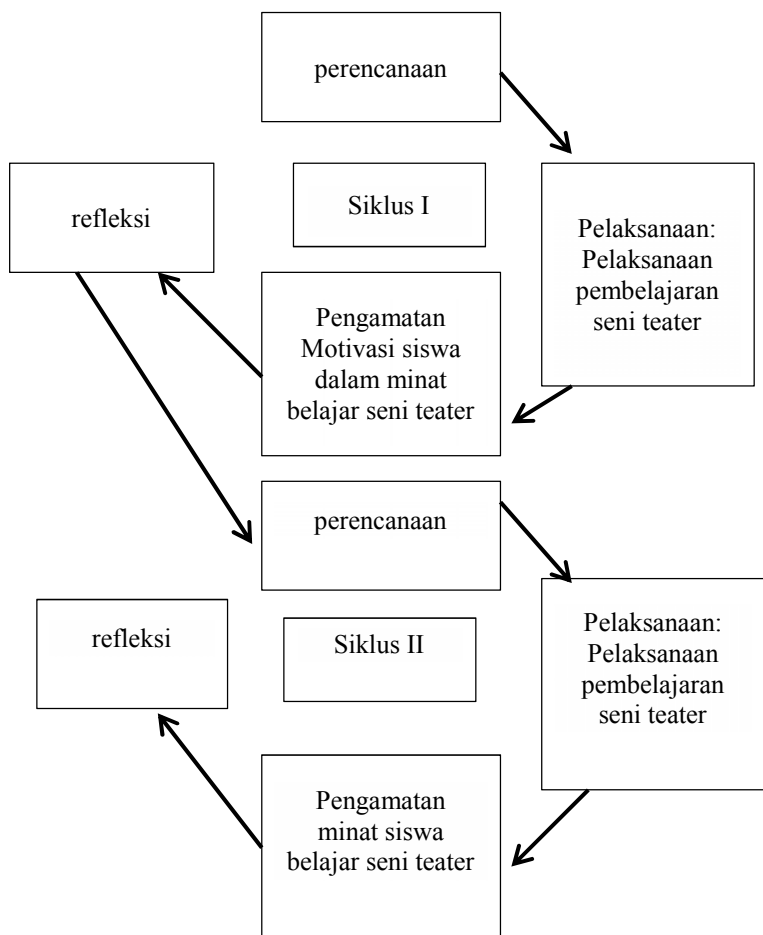 perencanaan
refleksi
Siklus I
Pelaksanaan:
Pelaksanaan
pembelajaran
seni teater
Pengamatan
Motivasi siswa
dalam minat
belajar seni teater
perencanaan
refleksi
Siklus II
Pelaksanaan:
Pelaksanaan
pembelajaran
seni teater
Pengamatan
minat siswa
belajar seni teater